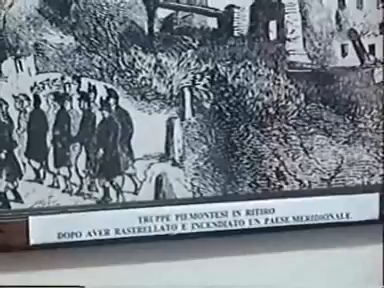 TRUPPE PIEMONTESI IN RITIRO
DOPO AVER RASTRELLATO E INCENDIATO UN PAESE MERIDIONALE